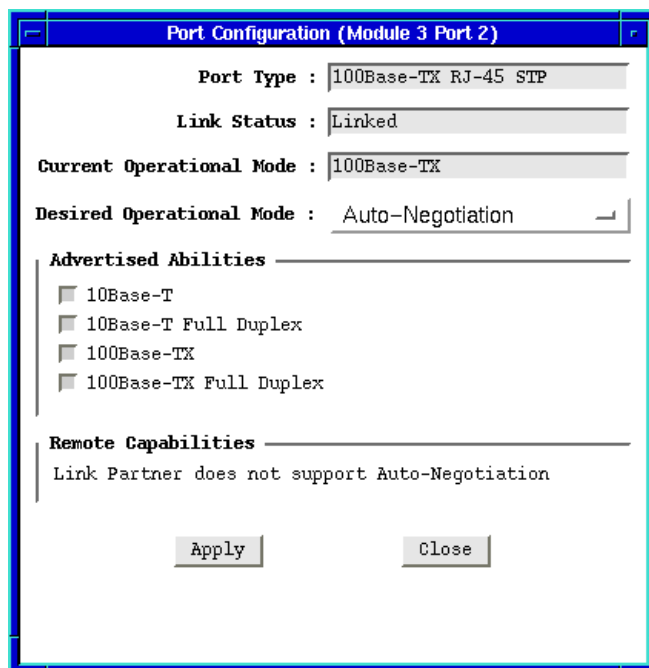 Port Configuration (Module 3 Port 2)
Port Type : 100Base-TX RJ-45 STP
Link Status : Linked
Current Operational Mode : 100Base-TX
Desired Operational Mode : Auto-Negotiation
Advertised Abilities
10Base-T
10Base-T Full Duplex
100Base-TX
100Base-TX Full Duplex
Remote Capabilities
Link Partner does not support Auto-Negotiation
Apply Close